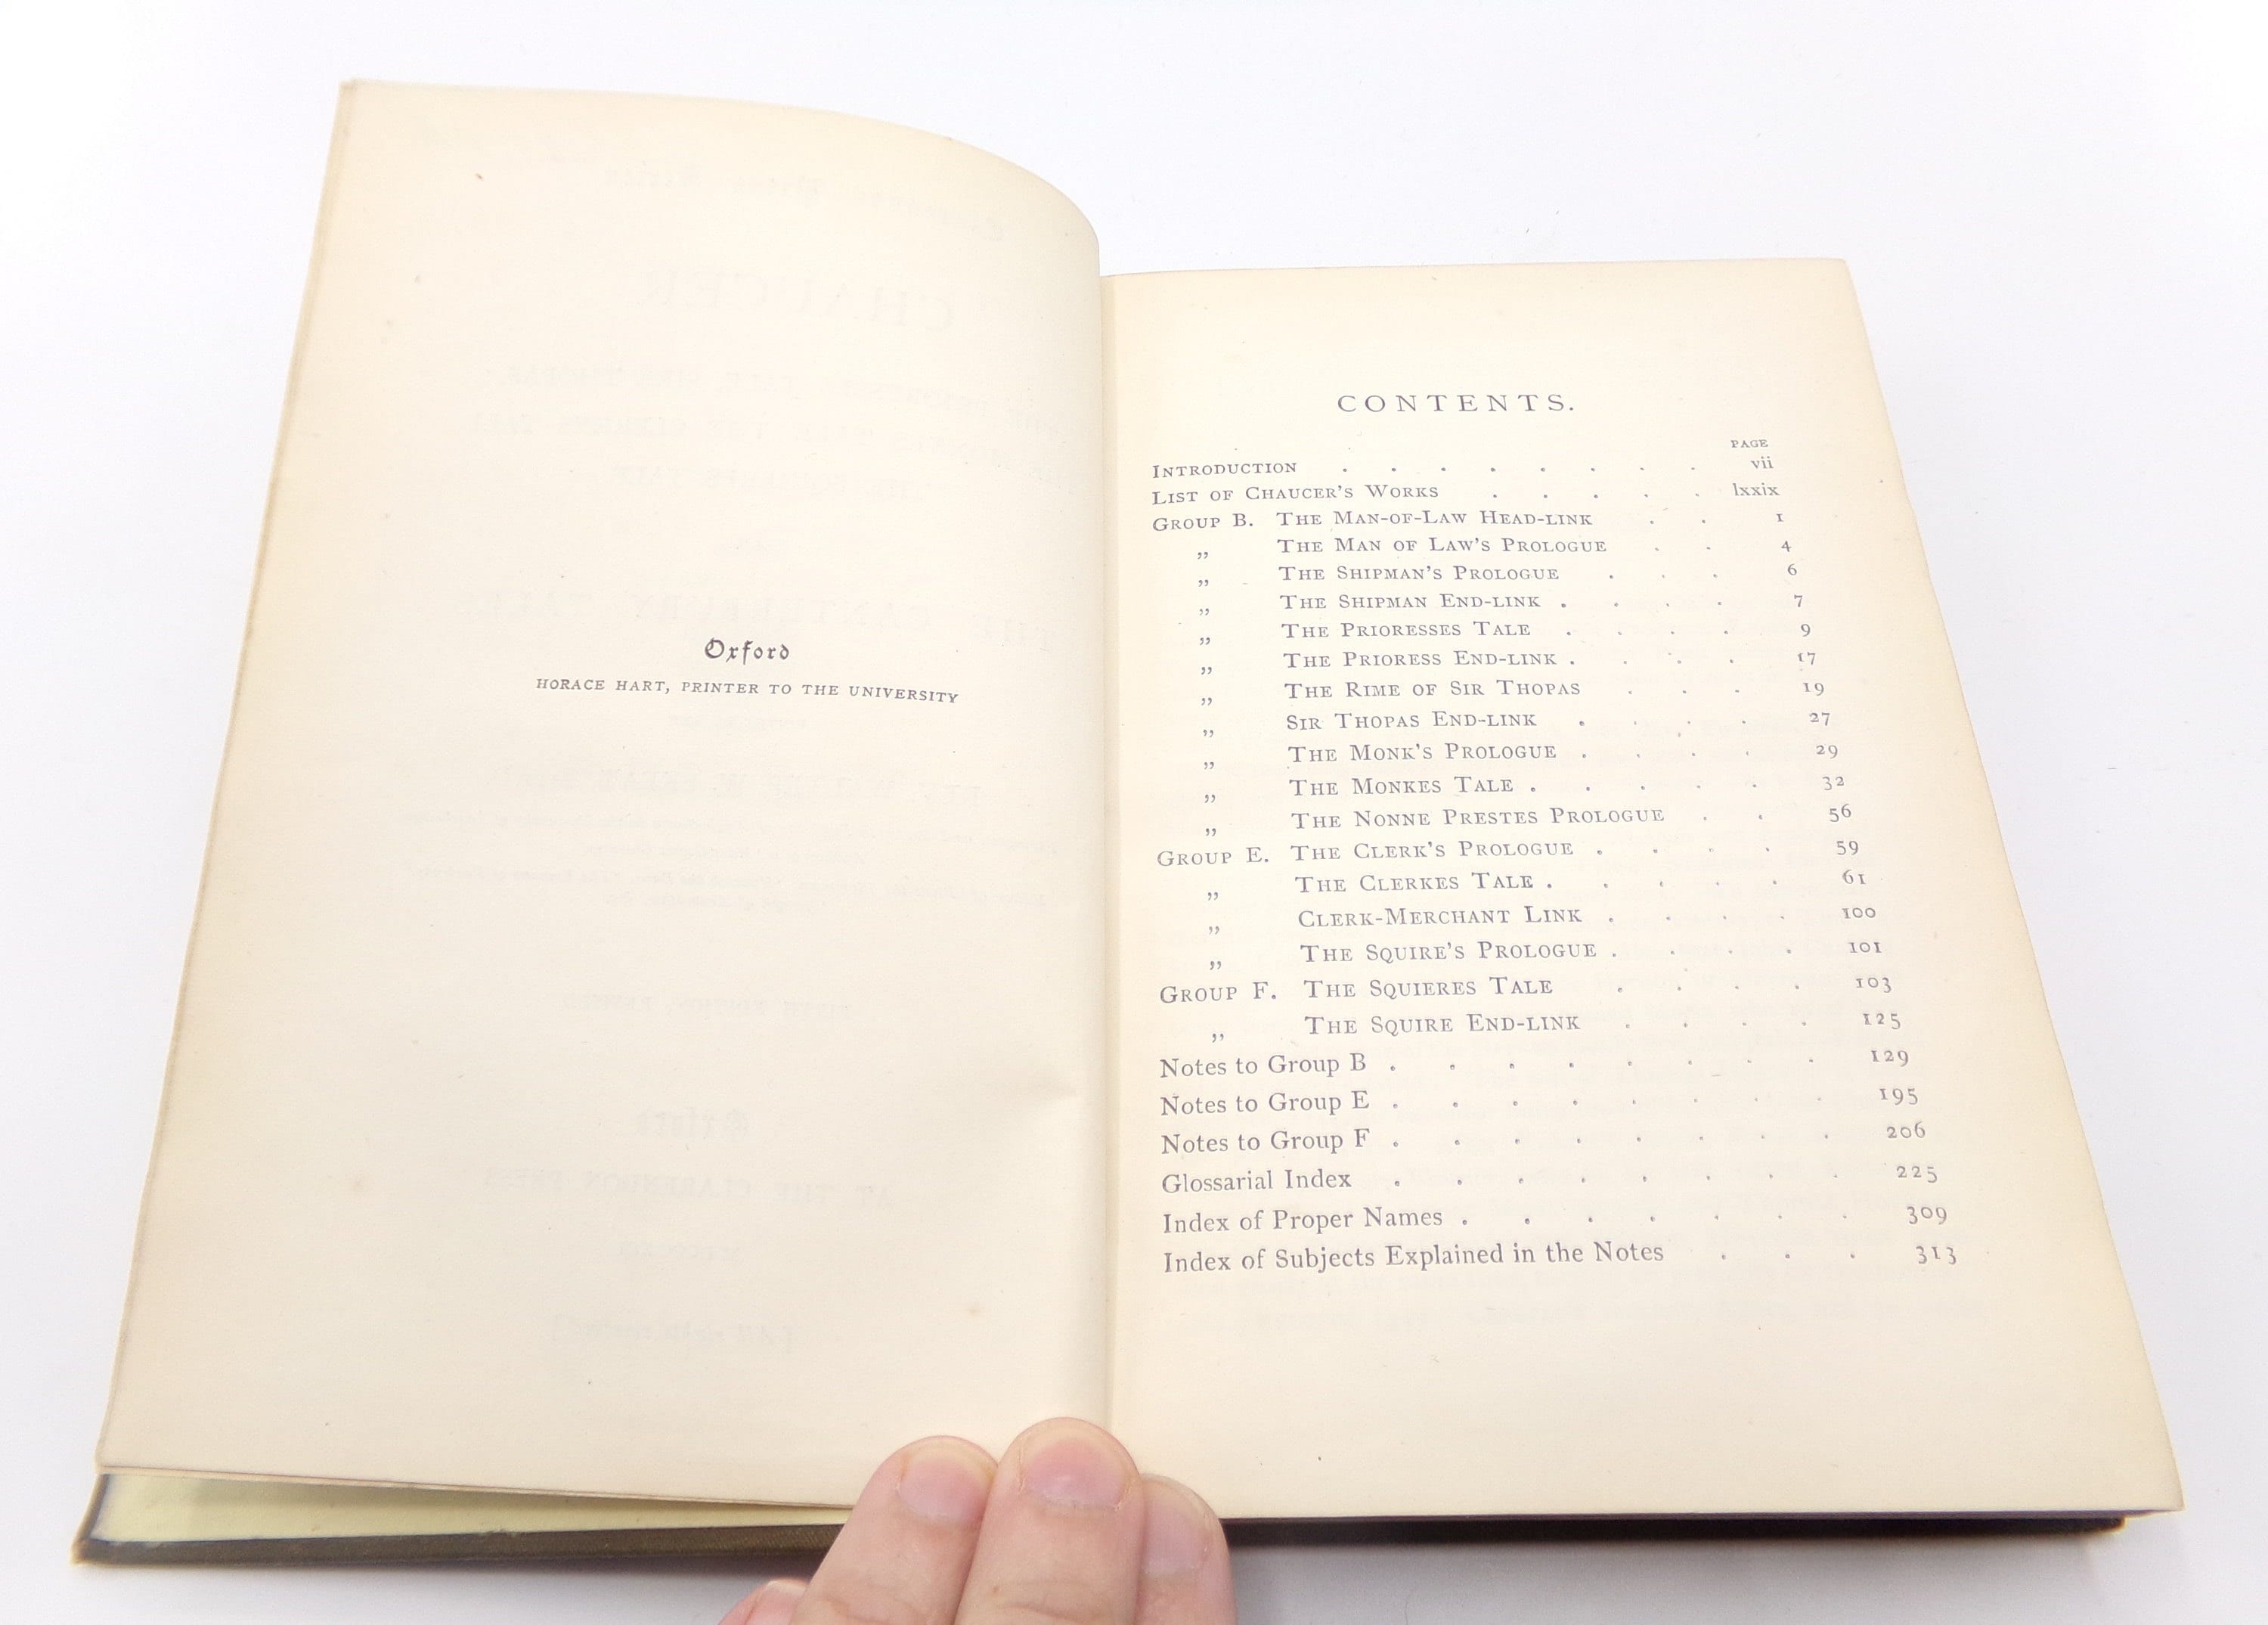 Oxford
HORACE HART, PRINTER TO THE UNIVERSITY
CONTENTS.
PAGE
INTRODUCTION . . . . . . . . vii
LIST OF CHAUCER'S WORKS . . . . . lxxix
GROUP B. THE MAN-OF-LAW HEAD-LINK . . 1
„ THE MAN OF LAW'S PROLOGUE . . 4
„ THE SHIPMAN'S PROLOGUE . . . 6
„ THE SHIPMAN END-LINK . . . . 7
„ THE PRIORESSES TALE . . . . 9
„ THE PRIORESS END-LINK . . . . 17
„ THE RIME OF SIR THOPAS . . . 19
„ SIR THOPAS END-LINK . . . . 27
„ THE MONK'S PROLOGUE . . . . 29
„ THE MONKES TALE . . . . . 32
„ THE NONNE PRESTES PROLOGUE . . 56
GROUP E. THE CLERK'S PROLOGUE . . . . 59
„ THE CLERKES TALE . . . . . 61
„ CLERK-MERCHANT LINK . . . . 100
„ THE SQUIRE'S PROLOGUE . . . . 101
GROUP F. THE SQUIERES TALE . . . . 103
„ THE SQUIRE END-LINK . . . . 125
Notes to Group B . . . . . . . . 129
Notes to Group E . . . . . . . . 195
Notes to Group F . . . . . . . . 206
Glossarial Index . . . . . . . . 225
Index of Proper Names . . . . . . . 309
Index of Subjects Explained in the Notes . . . 313